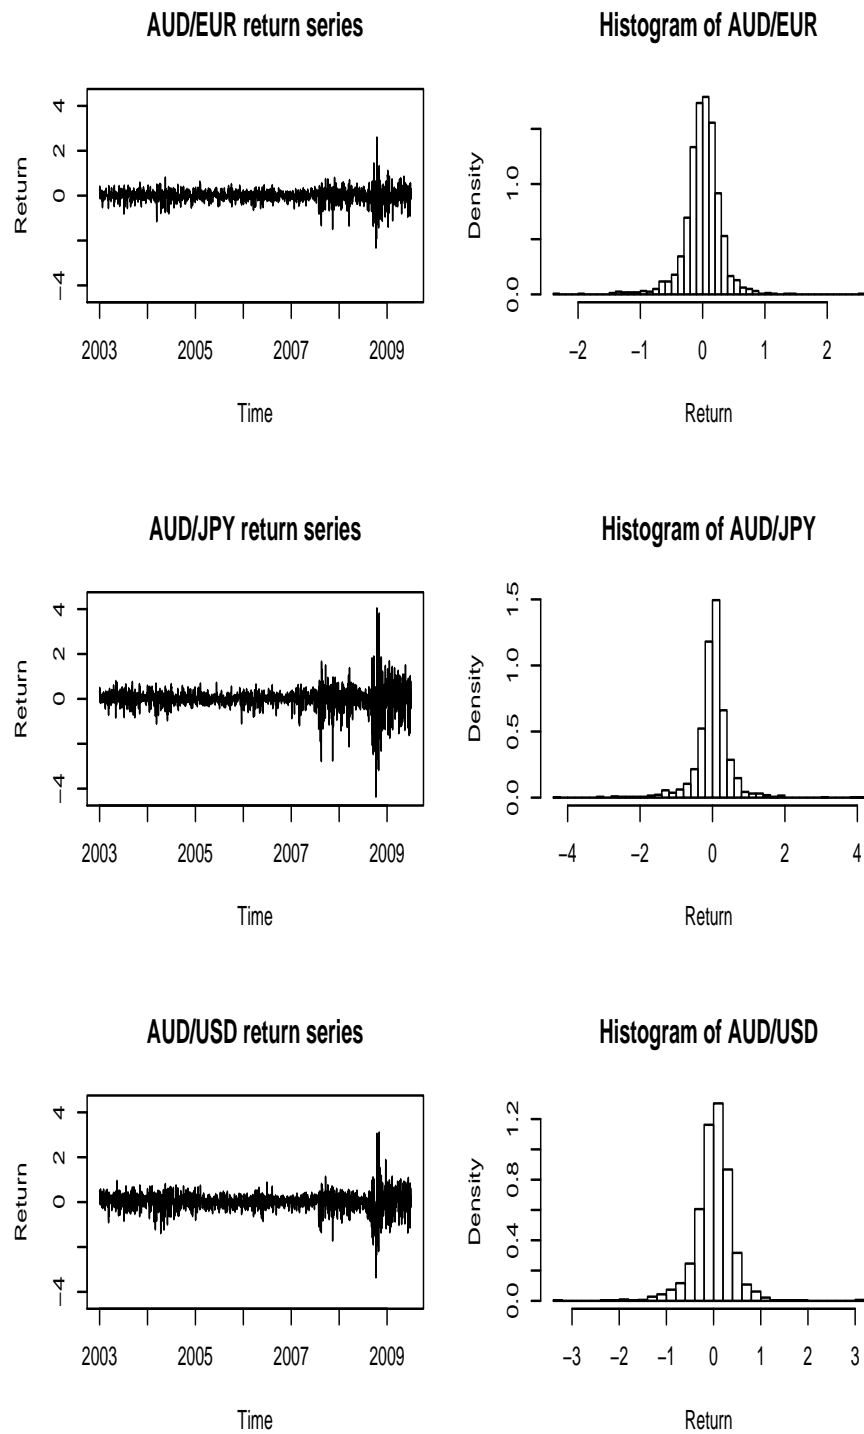 AUD/EUR return series
Return
4
2
0
−4
2003 2005 2007 2009
Time
Histogram of AUD/EUR
Density
1.0
0.0
−2 −1 0 1 2
Return
AUD/JPY return series
Return
4
2
0
−4
2003 2005 2007 2009
Time
Histogram of AUD/JPY
Density
1.5
1.0
0.5
0.0
−4 −2 0 2 4
Return
AUD/USD return series
Return
4
2
0
−4
2003 2005 2007 2009
Time
Histogram of AUD/USD
Density
1.2
0.8
0.4
0.0
−3 −2 −1 0 1 2 3
Return